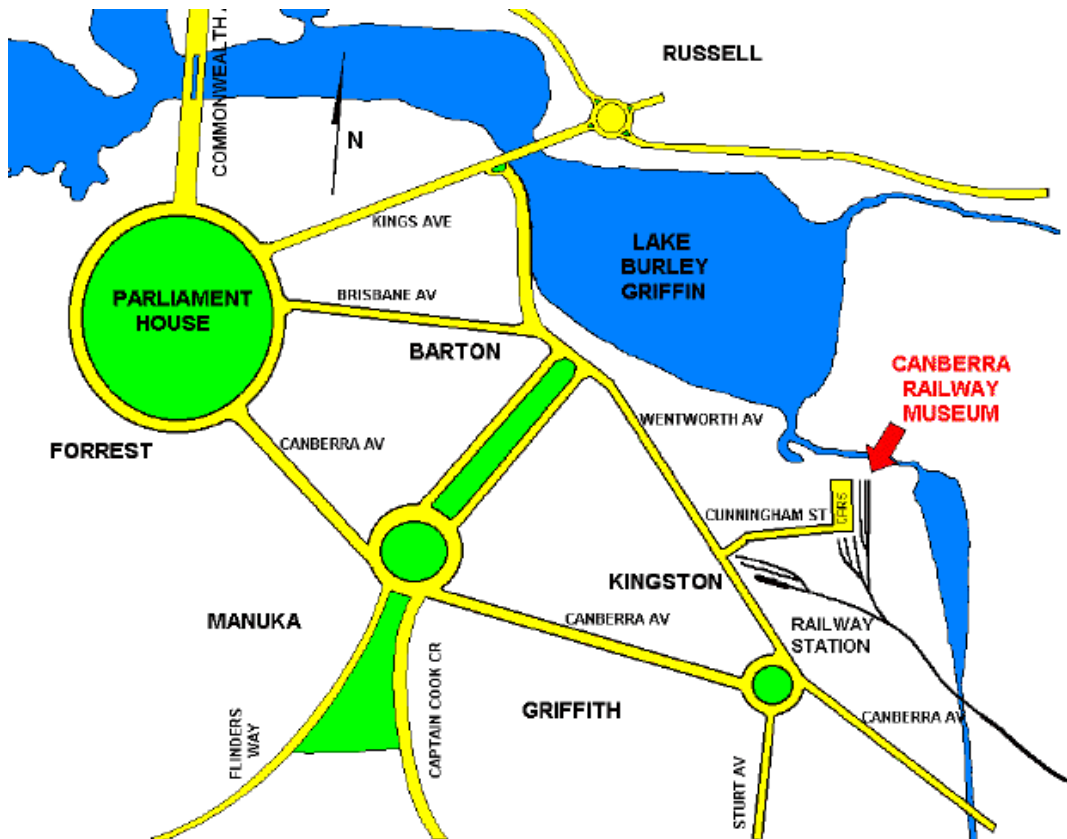 RUSSELL
COMMONWEALTH
N
KINGS AVE
LAKE
BURLEY
GRIFFIN
PARLIAMENT
HOUSE
BRISBANE AV
BARTON
CANBERRA
RAILWAY
MUSEUM
WENTWORTH AV
FORREST
CANBERRA AV
CUNNINGHAM ST
KINGSTON
MANUKA
CANBERRA AV
RAILWAY
STATION
GRIFFITH
FLINDERS
WAY
CAPTAIN COOK CR
CANBERRA AV
STURT AV